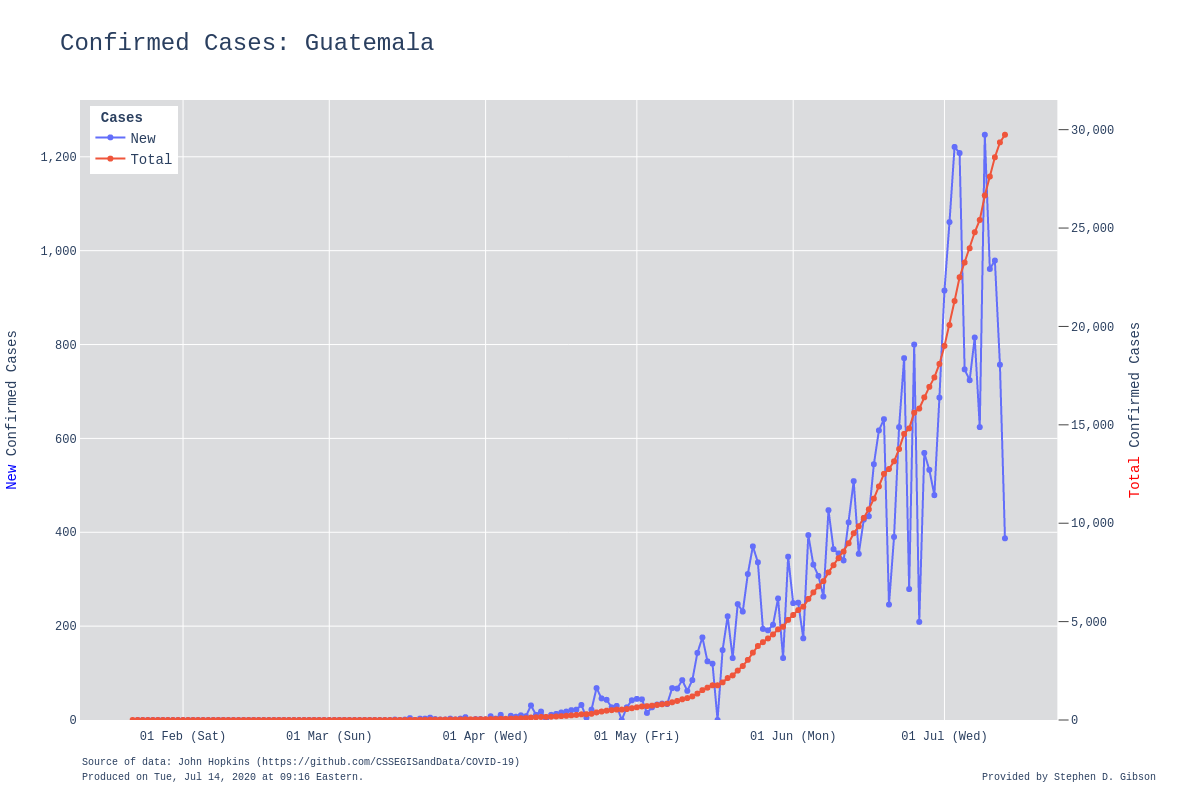 Confirmed Cases: Guatemala
Cases
New
Total
1,200
1,000
800
600
400
200
0
30,000
25,000
20,000
15,000
10,000
5,000
0
New Confirmed Cases
Total Confirmed Cases
01 Feb (Sat)
01 Mar (Sun)
01 Apr (Wed)
01 May (Fri)
01 Jun (Mon)
01 Jul (Wed)
Source of data: John Hopkins (https://github.com/CSSEGISandData/COVID-19)
Produced on Tue, Jul 14, 2020 at 09:16 Eastern.
Provided by Stephen D. Gibson